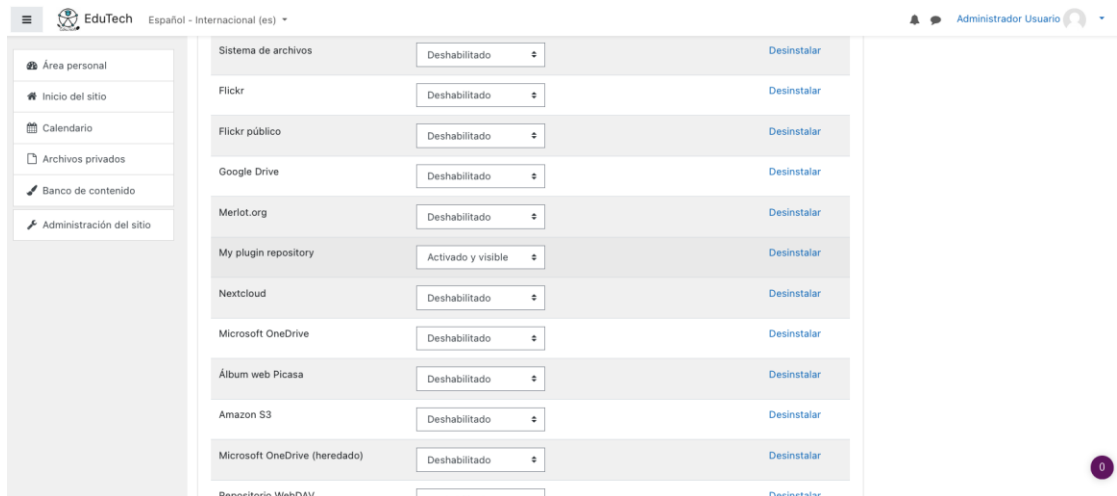 EduTech Español - Internacional (es) Administrador Usuario
Área personal
Inicio del sitio
Calendario
Archivos privados
Banco de contenido
Administración del sitio
Sistema de archivos Deshabilitado Desinstalar
Flickr Deshabilitado Desinstalar
Flickr público Deshabilitado Desinstalar
Google Drive Deshabilitado Desinstalar
Merlot.org Deshabilitado Desinstalar
My plugin repository Activado y visible Desinstalar
Nextcloud Deshabilitado Desinstalar
Microsoft OneDrive Deshabilitado Desinstalar
Álbum web Picasa Deshabilitado Desinstalar
Amazon S3 Deshabilitado Desinstalar
Microsoft OneDrive (heredado) Deshabilitado Desinstalar
Repositorio WebDAV Desinstalar
0